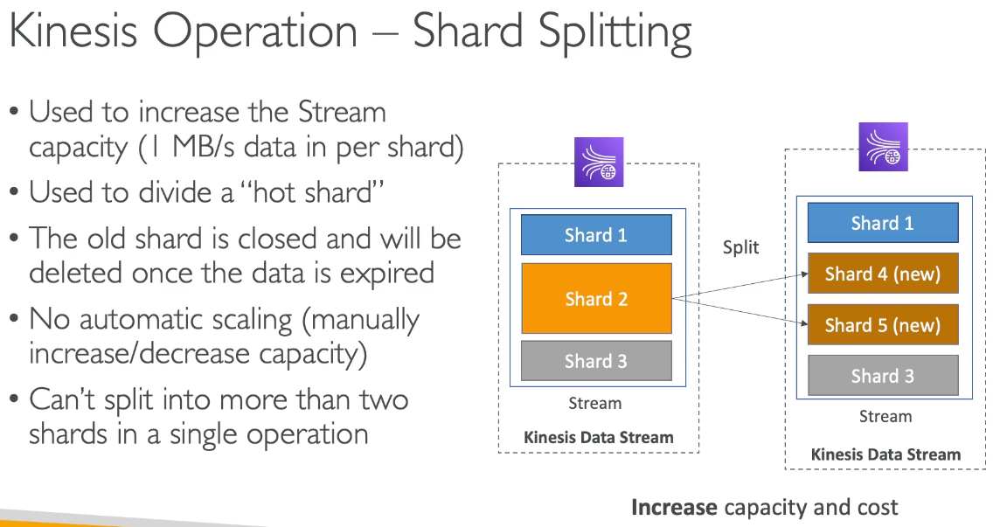 Kinesis Operation – Shard Splitting
• Used to increase the Stream
capacity (1 MB/s data in per shard)
• Used to divide a “hot shard”
• The old shard is closed and will be
deleted once the data is expired
• No automatic scaling (manually
increase/decrease capacity)
• Can’t split into more than two
shards in a single operation
Shard 1
Shard 2
Shard 3
Stream
Kinesis Data Stream
Split
Shard 1
Shard 4 (new)
Shard 5 (new)
Shard 3
Stream
Kinesis Data Stream
Increase capacity and cost